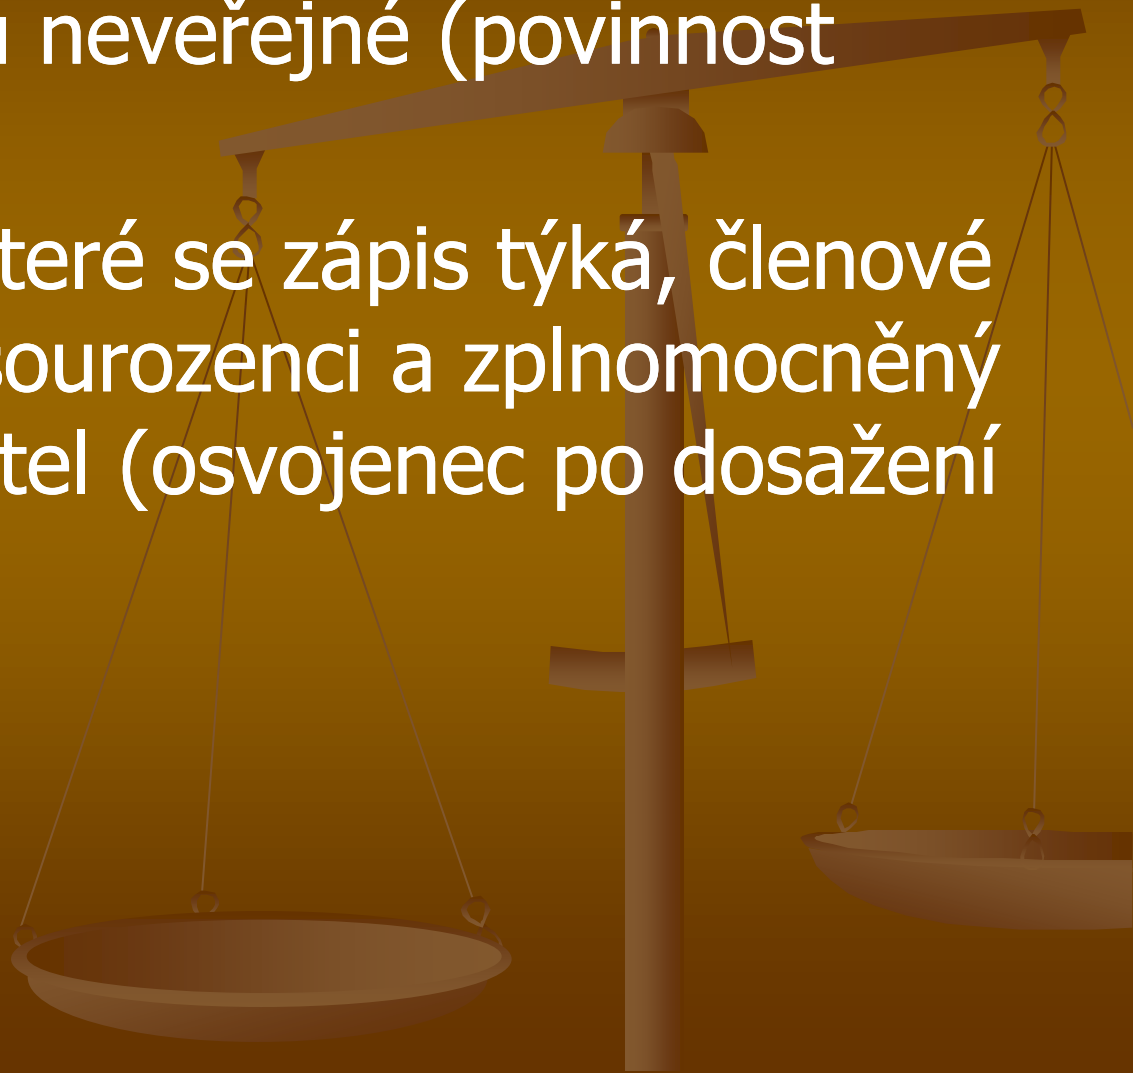 neveřejné (povinnost
teré se zápis týká, členové
sourozenci a zplnomocněný
tel (osvojenec po dosažení